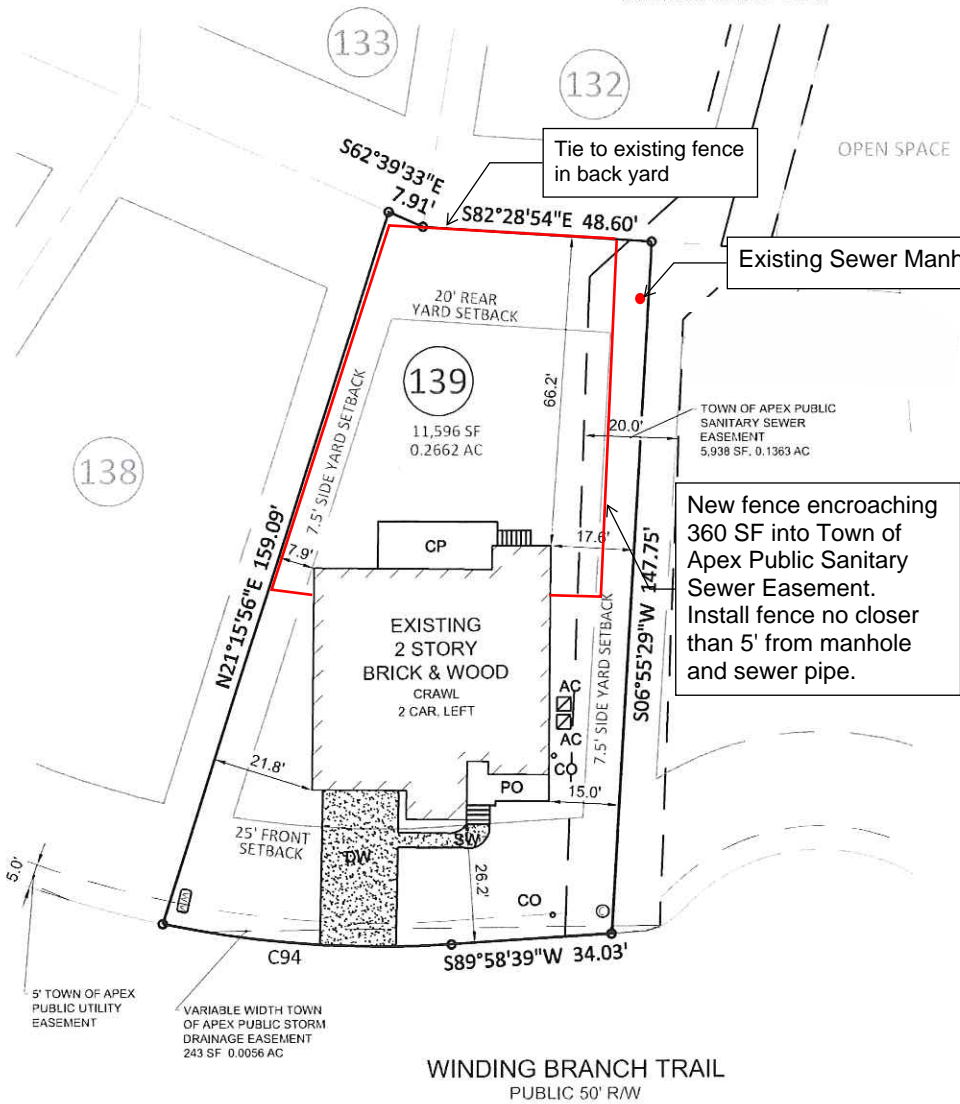 133
132
OPEN SPACE
S62°39'33"E
7.91'
Tie to existing fence
in back yard
S82°28'54"E 48.60'
Existing Sewer Manh
20' REAR
YARD SETBACK
139
11,596 SF
0.2662 AC
66.2'
TOWN OF APEX PUBLIC
SANITARY SEWER
EASEMENT
5,938 SF, 0.1363 AC
20.0'
138
7.5' SIDE YARD SETBACK
N21°15'56"E 159.09'
7.9'
CP
17.6'
S06°55'29"W 147.75'
New fence encroaching
360 SF into Town of
Apex Public Sanitary
Sewer Easement.
Install fence no closer
than 5' from manhole
and sewer pipe.
EXISTING
2 STORY
BRICK & WOOD
CRAWL
2 CAR, LEFT
AC
AC
CO
7.5' SIDE YARD SETBACK
21.8'
PO
15.0'
25' FRONT
SETBACK
DW
SW
26.2'
5.0'
WM
CO
C94
S89°58'39"W 34.03'
5' TOWN OF APEX
PUBLIC UTILITY
EASEMENT
VARIABLE WIDTH TOWN
OF APEX PUBLIC STORM
DRAINAGE EASEMENT
243 SF 0.0056 AC
WINDING BRANCH TRAIL
PUBLIC 50' R/W